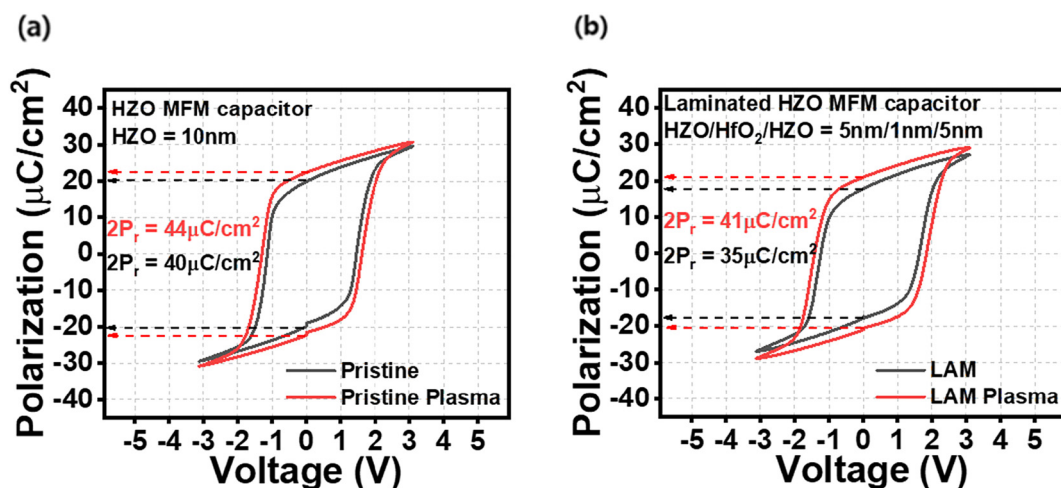 (a)
HZO MFM capacitor
HZO = 10nm
2Pr = 44μC/cm2
2Pr = 40μC/cm2
Pristine
Pristine Plasma
Polarization (μC/cm2)
40
30
20
10
0
-10
-20
-30
-40
-5 -4 -3 -2 -1 0 1 2 3 4 5
Voltage (V)
(b)
Laminated HZO MFM capacitor
HZO/HfO2/HZO = 5nm/1nm/5nm
2Pr = 41μC/cm2
2Pr = 35μC/cm2
LAM
LAM Plasma
Polarization (μC/cm2)
40
30
20
10
0
-10
-20
-30
-40
-5 -4 -3 -2 -1 0 1 2 3 4 5
Voltage (V)